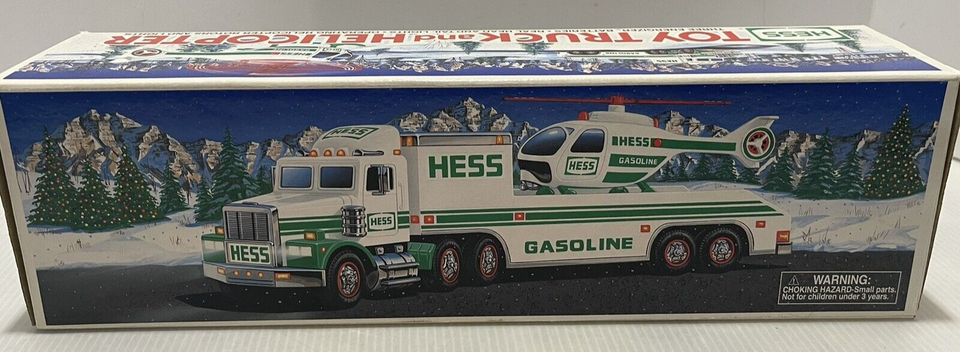 HESS
TOY TRUCK and HELICOPTER
HESS
HESS
HESS
HESS
HESS
GASOLINE
HESS
HESS
GASOLINE
WARNING:
CHOKING HAZARD-Small parts.
Not for children under 3 years.